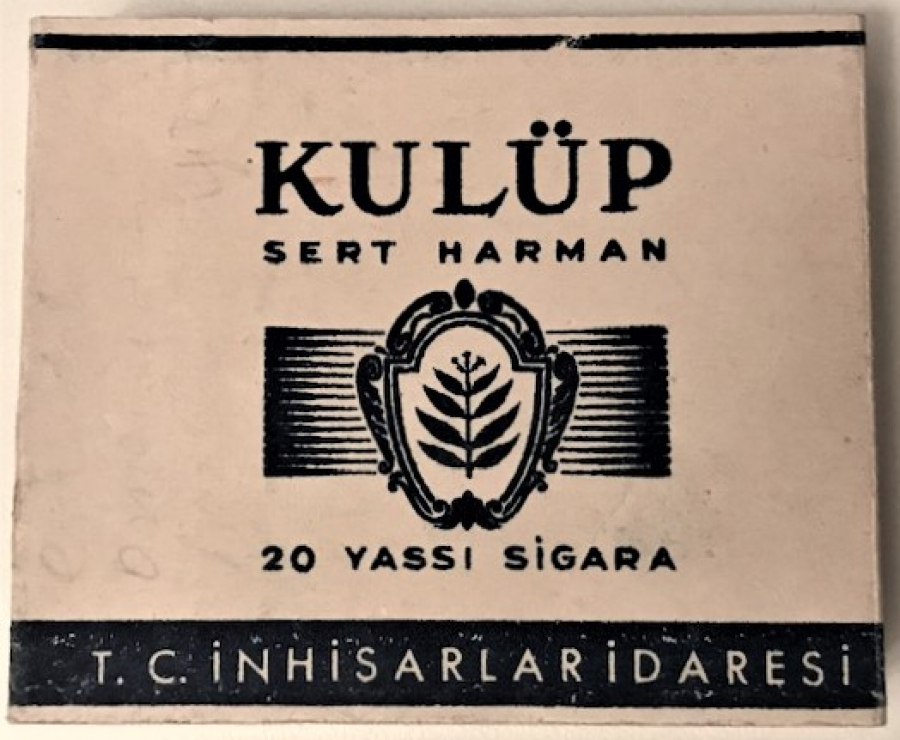 KULÜP
SERT HARMAN
20 YASSI SİGARA
T. C. İNHİSARLAR İDARESİ